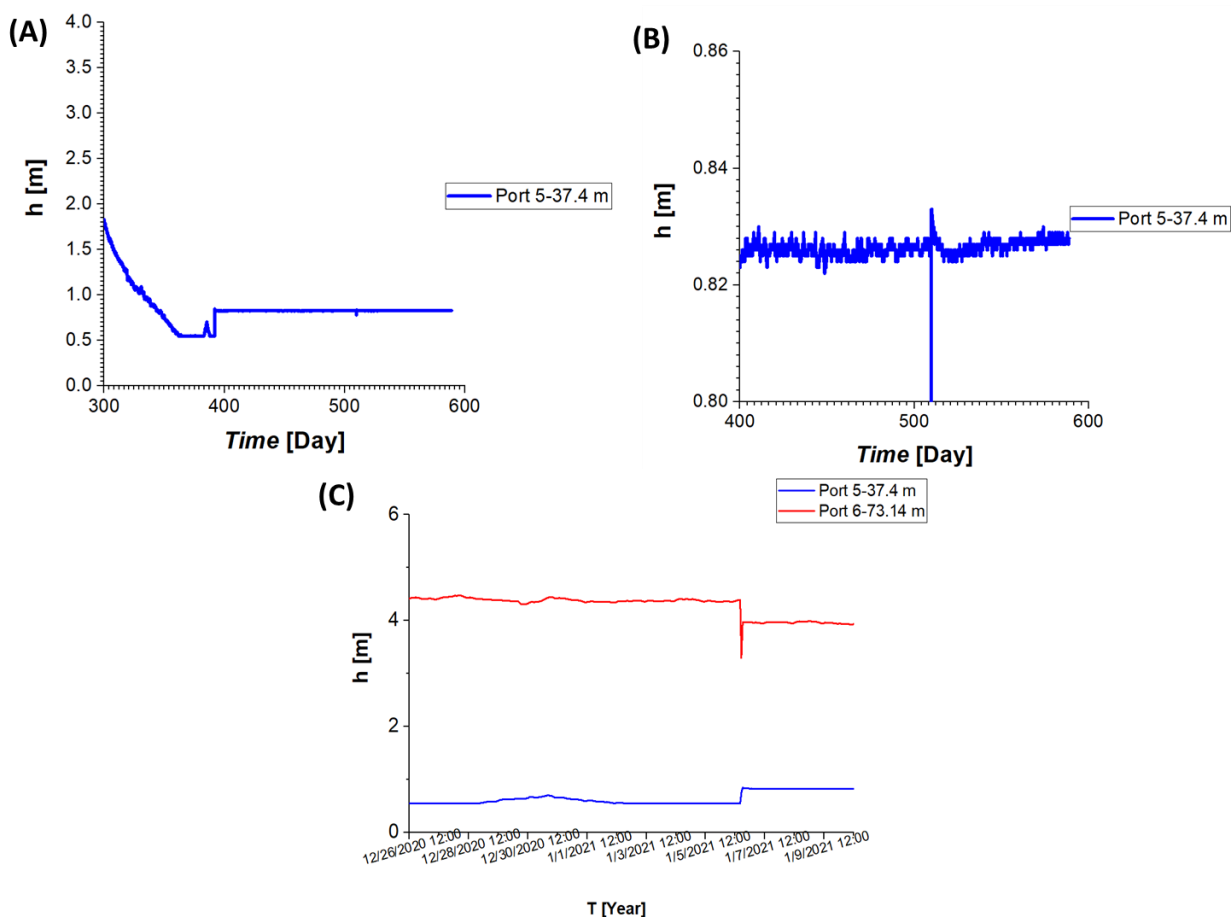 (A)
4.0
3.5
3.0
2.5
2.0
1.5
1.0
0.5
0.0
h [m]
300
400
500
600
Time [Day]
Port 5-37.4 m
(B)
0.86
0.84
0.82
0.80
h [m]
400
500
600
Time [Day]
Port 5-37.4 m
(C)
Port 5-37.4 m
Port 6-73.14 m
6
4
2
0
h [m]
12/26/2020 12:00
12/28/2020 12:00
12/30/2020 12:00
1/1/2021 12:00
1/3/2021 12:00
1/5/2021 12:00
1/7/2021 12:00
1/9/2021 12:00
T [Year]